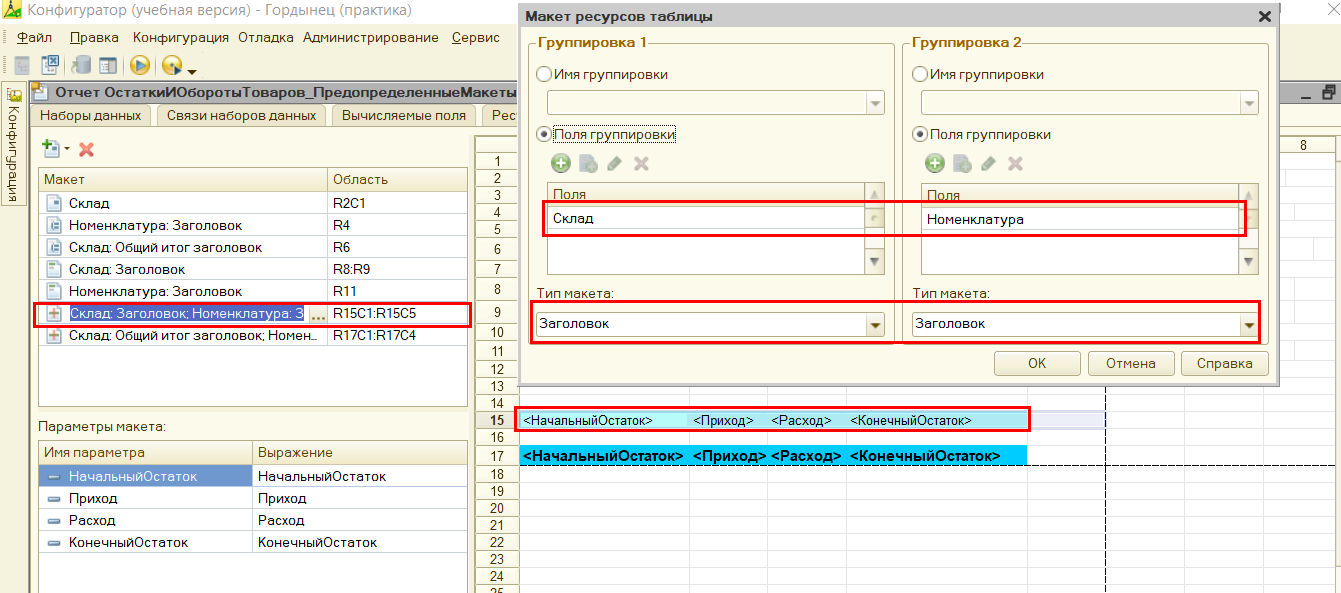 Конфигуратор (учебная версия) - Гордынец (практика)
Файл Правка Конфигурация Отладка Администрирование Сервис
Конфигурация
Отчет ОстаткиИОборотыТоваров_ПредопределенныеМакеты
Наборы данных Связи наборов данных Вычисляемые поля Рес
Макет Область
Склад R2C1
Номенклатура: Заголовок R4
Склад: Общий итог заголовок R6
Склад: Заголовок R8:R9
Номенклатура: Заголовок R11
Склад: Заголовок; Номенклатура: З ... R15C1:R15C5
Склад: Общий итог заголовок; Номен... R17C1:R17C4
Параметры макета:
Имя параметра Выражение
НачальныйОстаток НачальныйОстаток
Приход Приход
Расход Расход
КонечныйОстаток КонечныйОстаток
Макет ресурсов таблицы
Группировка 1
Имя группировки
Поля группировки
Поля
Склад
Тип макета:
Заголовок
Группировка 2
Имя группировки
Поля группировки
Поля
Номенклатура
Тип макета:
Заголовок
OK Отмена Справка
8
1
2
3
4
5
6
7
8
9
10
11
12
13
14
15 <НачальныйОстаток> <Приход> <Расход> <КонечныйОстаток>
16
17 <НачальныйОстаток> <Приход> <Расход> <КонечныйОстаток>
18
19
20
21
22
23
24
25